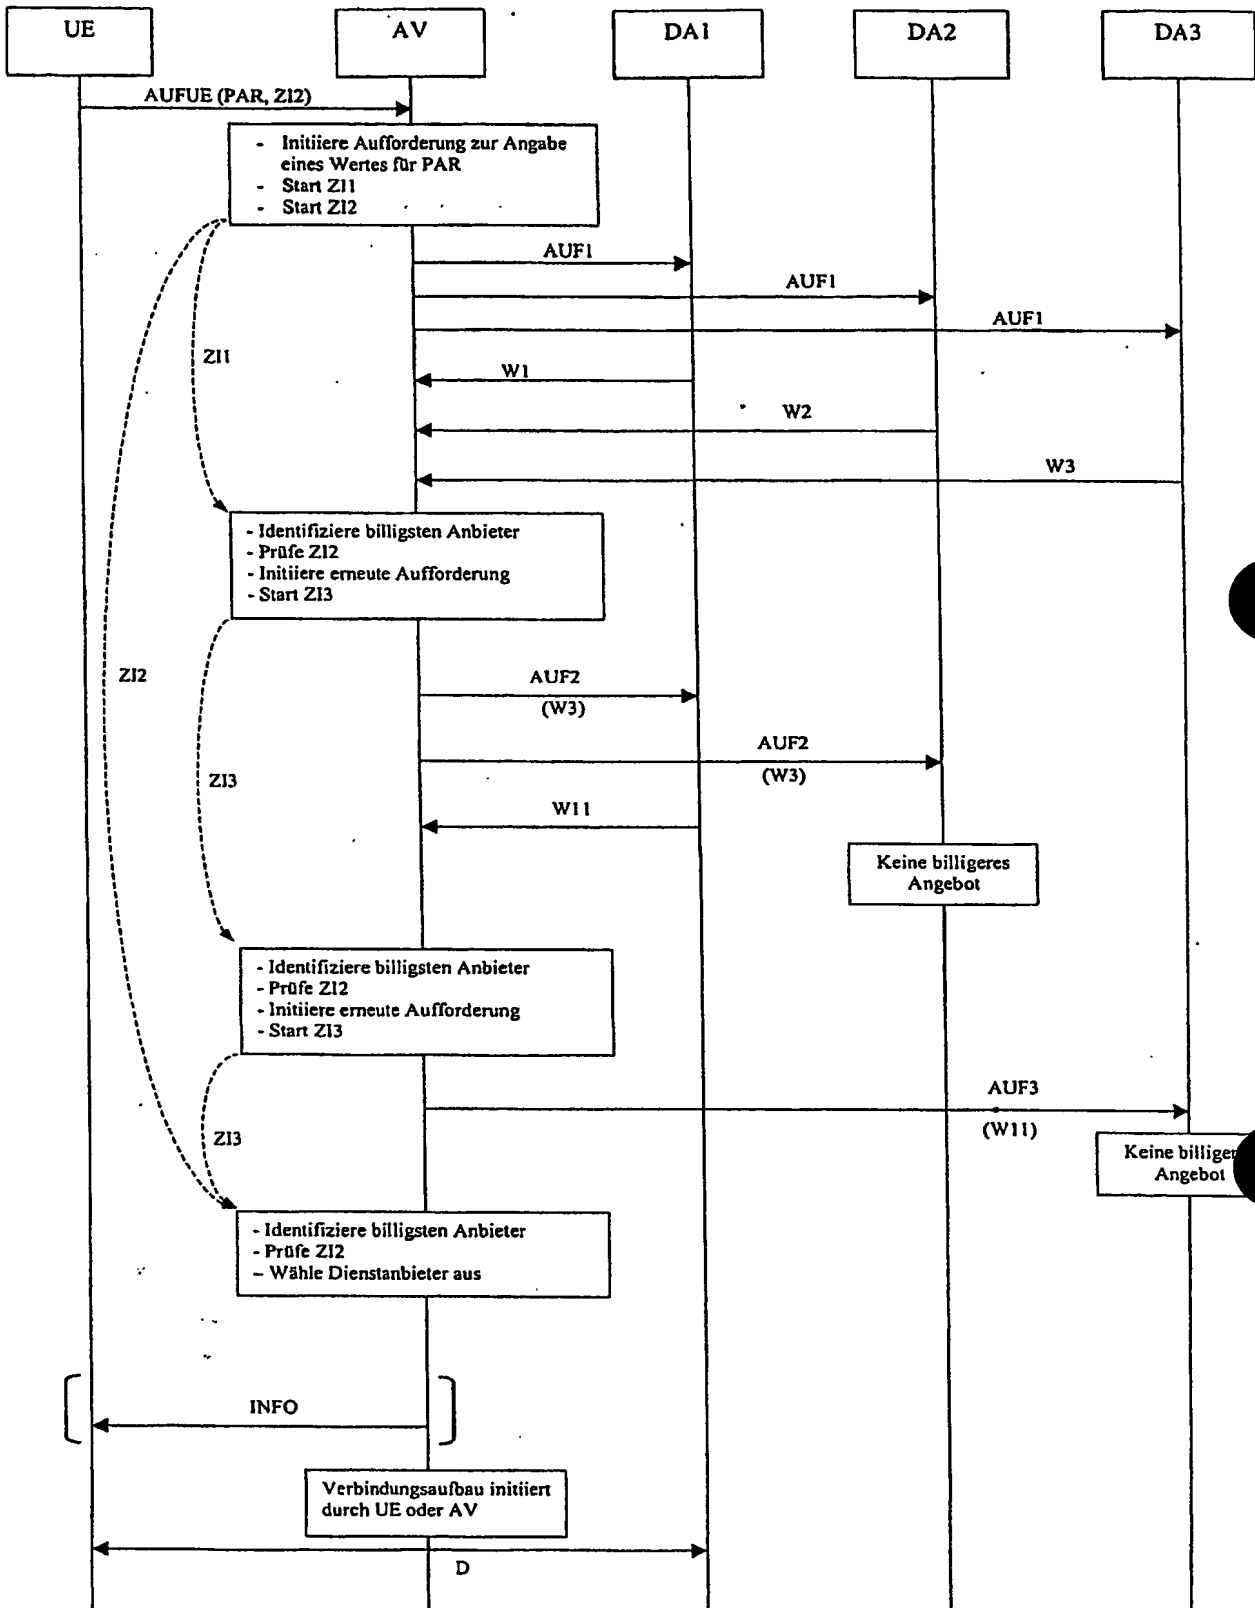 UE
AV
DA1
DA2
DA3
AUFUE (PAR, ZI2)
- Initiiere Aufforderung zur Angabe
eines Wertes für PAR
- Start ZI1
- Start ZI2
AUF1
AUF1
AUF1
ZI1
W1
W2
W3
- Identifiziere billigsten Anbieter
- Prüfe ZI2
- Initiiere erneute Aufforderung
- Start ZI3
ZI2
AUF2
(W3)
AUF2
(W3)
ZI3
W11
Keine billigeres
Angebot
- Identifiziere billigsten Anbieter
- Prüfe ZI2
- Initiiere erneute Aufforderung
- Start ZI3
AUF3
(W11)
ZI3
Keine
Angebot
- Identifiziere billigsten Anbieter
- Prüfe ZI2
– Wähle Dienstanbieter aus
INFO
Verbindungsaufbau initiiert
durch UE oder AV
D